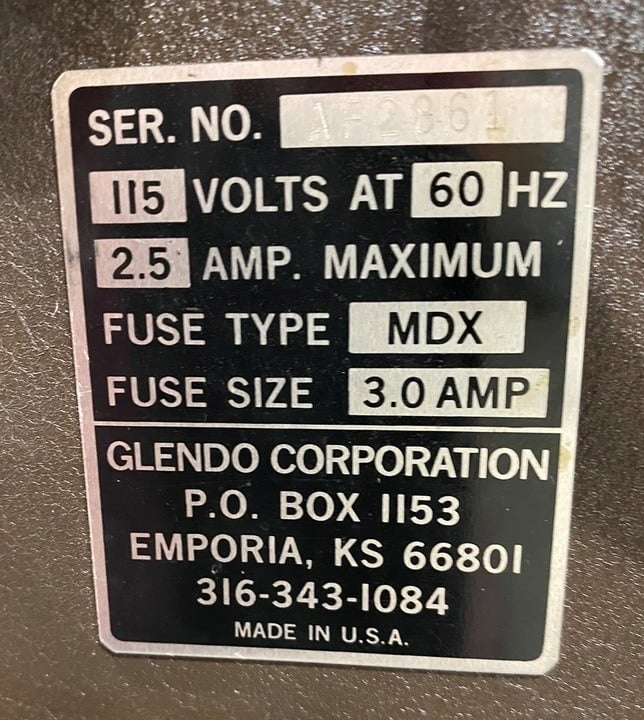 SER. NO. AF2861
115 VOLTS AT 60 HZ
2.5 AMP. MAXIMUM
FUSE TYPE MDX
FUSE SIZE 3.0 AMP
GLENDO CORPORATION
P.O. BOX 1153
EMPORIA, KS 66801
316-343-1084
MADE IN U.S.A.